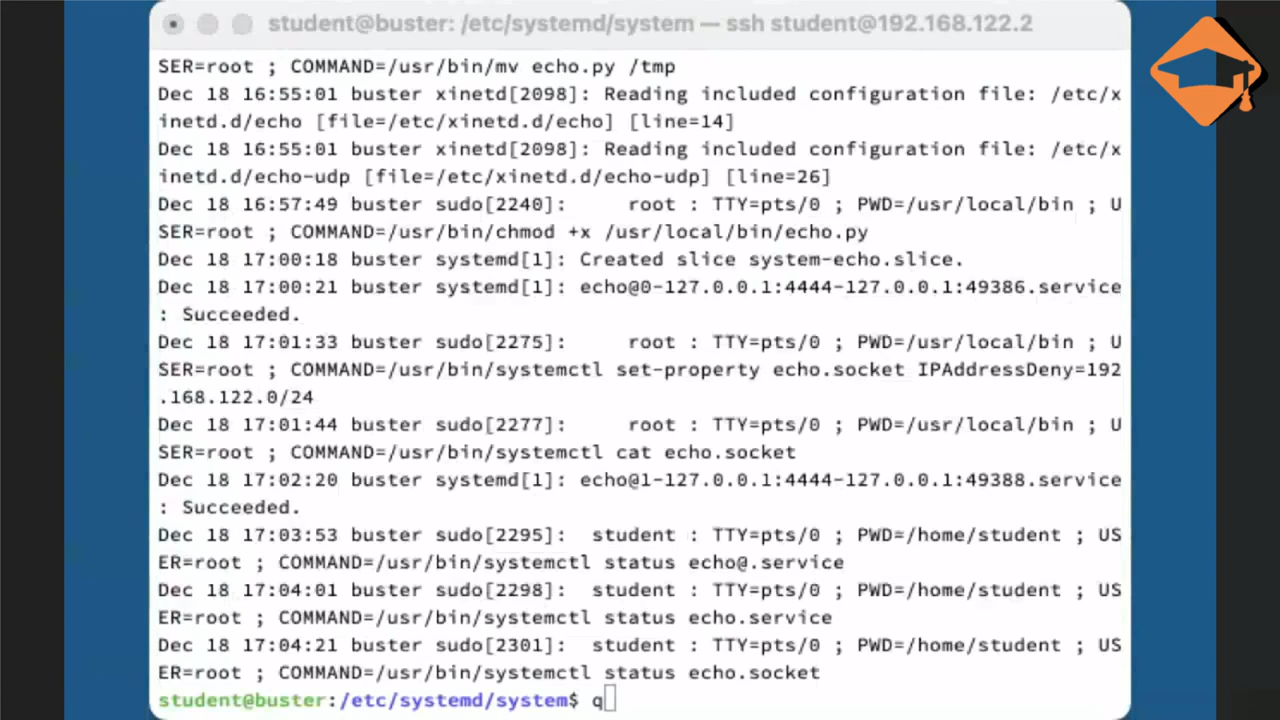 student@buster: /etc/systemd/system — ssh student@192.168.122.2
SER=root ; COMMAND=/usr/bin/mv echo.py /tmp
Dec 18 16:55:01 buster xinetd[2098]: Reading included configuration file: /etc/x
inetd.d/echo [file=/etc/xinetd.d/echo] [line=14]
Dec 18 16:55:01 buster xinetd[2098]: Reading included configuration file: /etc/x
inetd.d/echo-udp [file=/etc/xinetd.d/echo-udp] [line=26]
Dec 18 16:57:49 buster sudo[2240]:     root : TTY=pts/0 ; PWD=/usr/local/bin ; U
SER=root ; COMMAND=/usr/bin/chmod +x /usr/local/bin/echo.py
Dec 18 17:00:18 buster systemd[1]: Created slice system-echo.slice.
Dec 18 17:00:21 buster systemd[1]: echo@0-127.0.0.1:4444-127.0.0.1:49386.service
: Succeeded.
Dec 18 17:01:33 buster sudo[2275]:     root : TTY=pts/0 ; PWD=/usr/local/bin ; U
SER=root ; COMMAND=/usr/bin/systemctl set-property echo.socket IPAddressDeny=192
.168.122.0/24
Dec 18 17:01:44 buster sudo[2277]:     root : TTY=pts/0 ; PWD=/usr/local/bin ; U
SER=root ; COMMAND=/usr/bin/systemctl cat echo.socket
Dec 18 17:02:20 buster systemd[1]: echo@1-127.0.0.1:4444-127.0.0.1:49388.service
: Succeeded.
Dec 18 17:03:53 buster sudo[2295]:  student : TTY=pts/0 ; PWD=/home/student ; US
ER=root ; COMMAND=/usr/bin/systemctl status echo@.service
Dec 18 17:04:01 buster sudo[2298]:  student : TTY=pts/0 ; PWD=/home/student ; US
ER=root ; COMMAND=/usr/bin/systemctl status echo.service
Dec 18 17:04:21 buster sudo[2301]:  student : TTY=pts/0 ; PWD=/home/student ; US
ER=root ; COMMAND=/usr/bin/systemctl status echo.socket
student@buster:/etc/systemd/system$ q